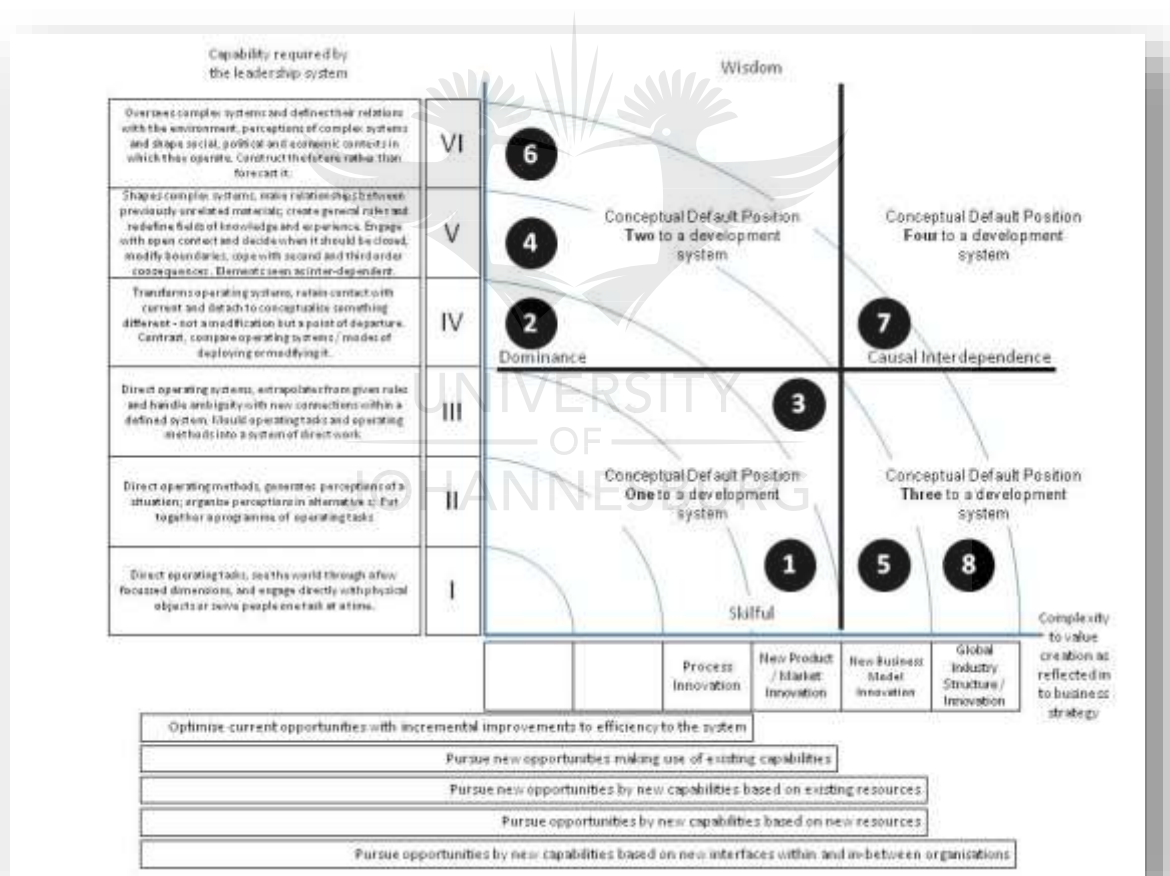 Capability required by
the leadership system
Wisdom
Oversees complex systems and defines their relations
with the environment, perceptions of complex systems
and shape social, political and economic contexts in
which they operate. Construct the future rather than
forecast it.
VI
6
Shapes complex systems, make relationships between
previously unrelated materials; create general rules and
redefine fields of knowledge and experience. Engage
with open context and decide when it should be closed,
modify boundaries, cope with second and third order
consequences. Elements seen as inter-dependent.
V
4
Conceptual Default Position
Two to a development
system
Conceptual Default Position
Four to a development
system
Transforms operating systems, retain contact with
current and detach to conceptualise something
different - not a modification but a point of departure.
Contrast, compare operating systems / modes of
deploying or modifying it.
IV
2
7
Dominance
Causal Interdependence
Direct operating systems, extrapolates from given rules
and handle ambiguity with new connections within a
defined system. Mould operating tasks and operating
methods into a system of direct work
III
3
UNIVERSITY
OF
JOHANNESBURG
Direct operating methods, generates perceptions of a
situation; organise perceptions in alternative s: Put
together a programme of operating tasks
II
Conceptual Default Position
One to a development
system
Conceptual Default Position
Three to a development
system
Direct operating tasks, see the world through a few
focussed dimensions, and engage directly with physical
objects or serve people one task at a time.
I
1
5
8
Skilful
Complexity
to value
creation as
reflected in
to business
strategy
Process
Innovation
New Product
/ Market
Innovation
New Business
Model
Innovation
Global
Industry
Structure /
Innovation
Optimise current opportunities with incremental improvements to efficiency to the system
Pursue new opportunities making use of existing capabilities
Pursue new opportunities by new capabilities based on existing resources
Pursue opportunities by new capabilities based on new resources
Pursue opportunities by new capabilities based on new interfaces within and in-between organisations